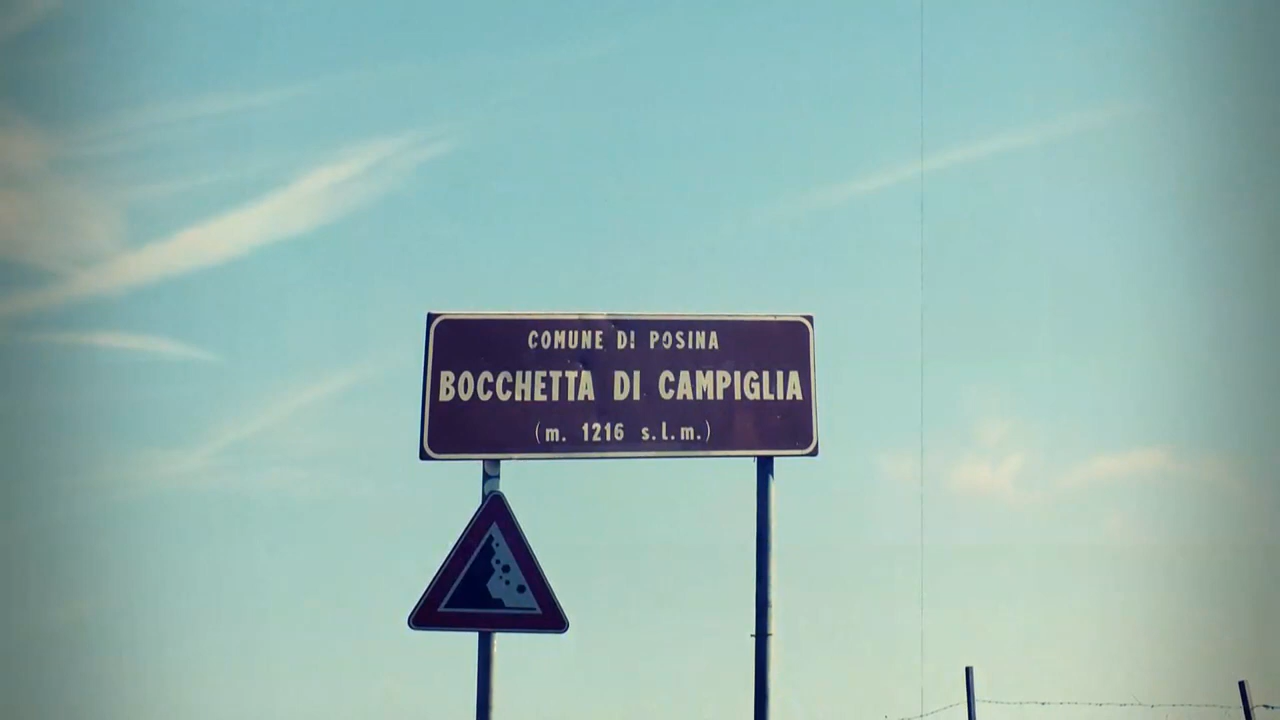 COMUNE DI POSINA
BOCCHETTA DI CAMPIGLIA
(m. 1216 s.l.m.)